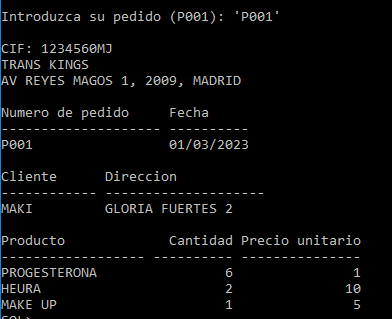 Introduzca su pedido (P001): 'P001'
CIF: 1234560MJ
TRANS KINGS
AV REYES MAGOS 1, 2009, MADRID
Numero de pedido     Fecha
-------------------- ----------
P001                 01/03/2023
Cliente      Direccion
------------ --------------------
MAKI         GLORIA FUERTES 2
Producto             Cantidad Precio unitario
------------------ ---------- ---------------
PROGESTERONA                6               1
HEURA                       2              10
MAKE UP                     1               5
SQL>